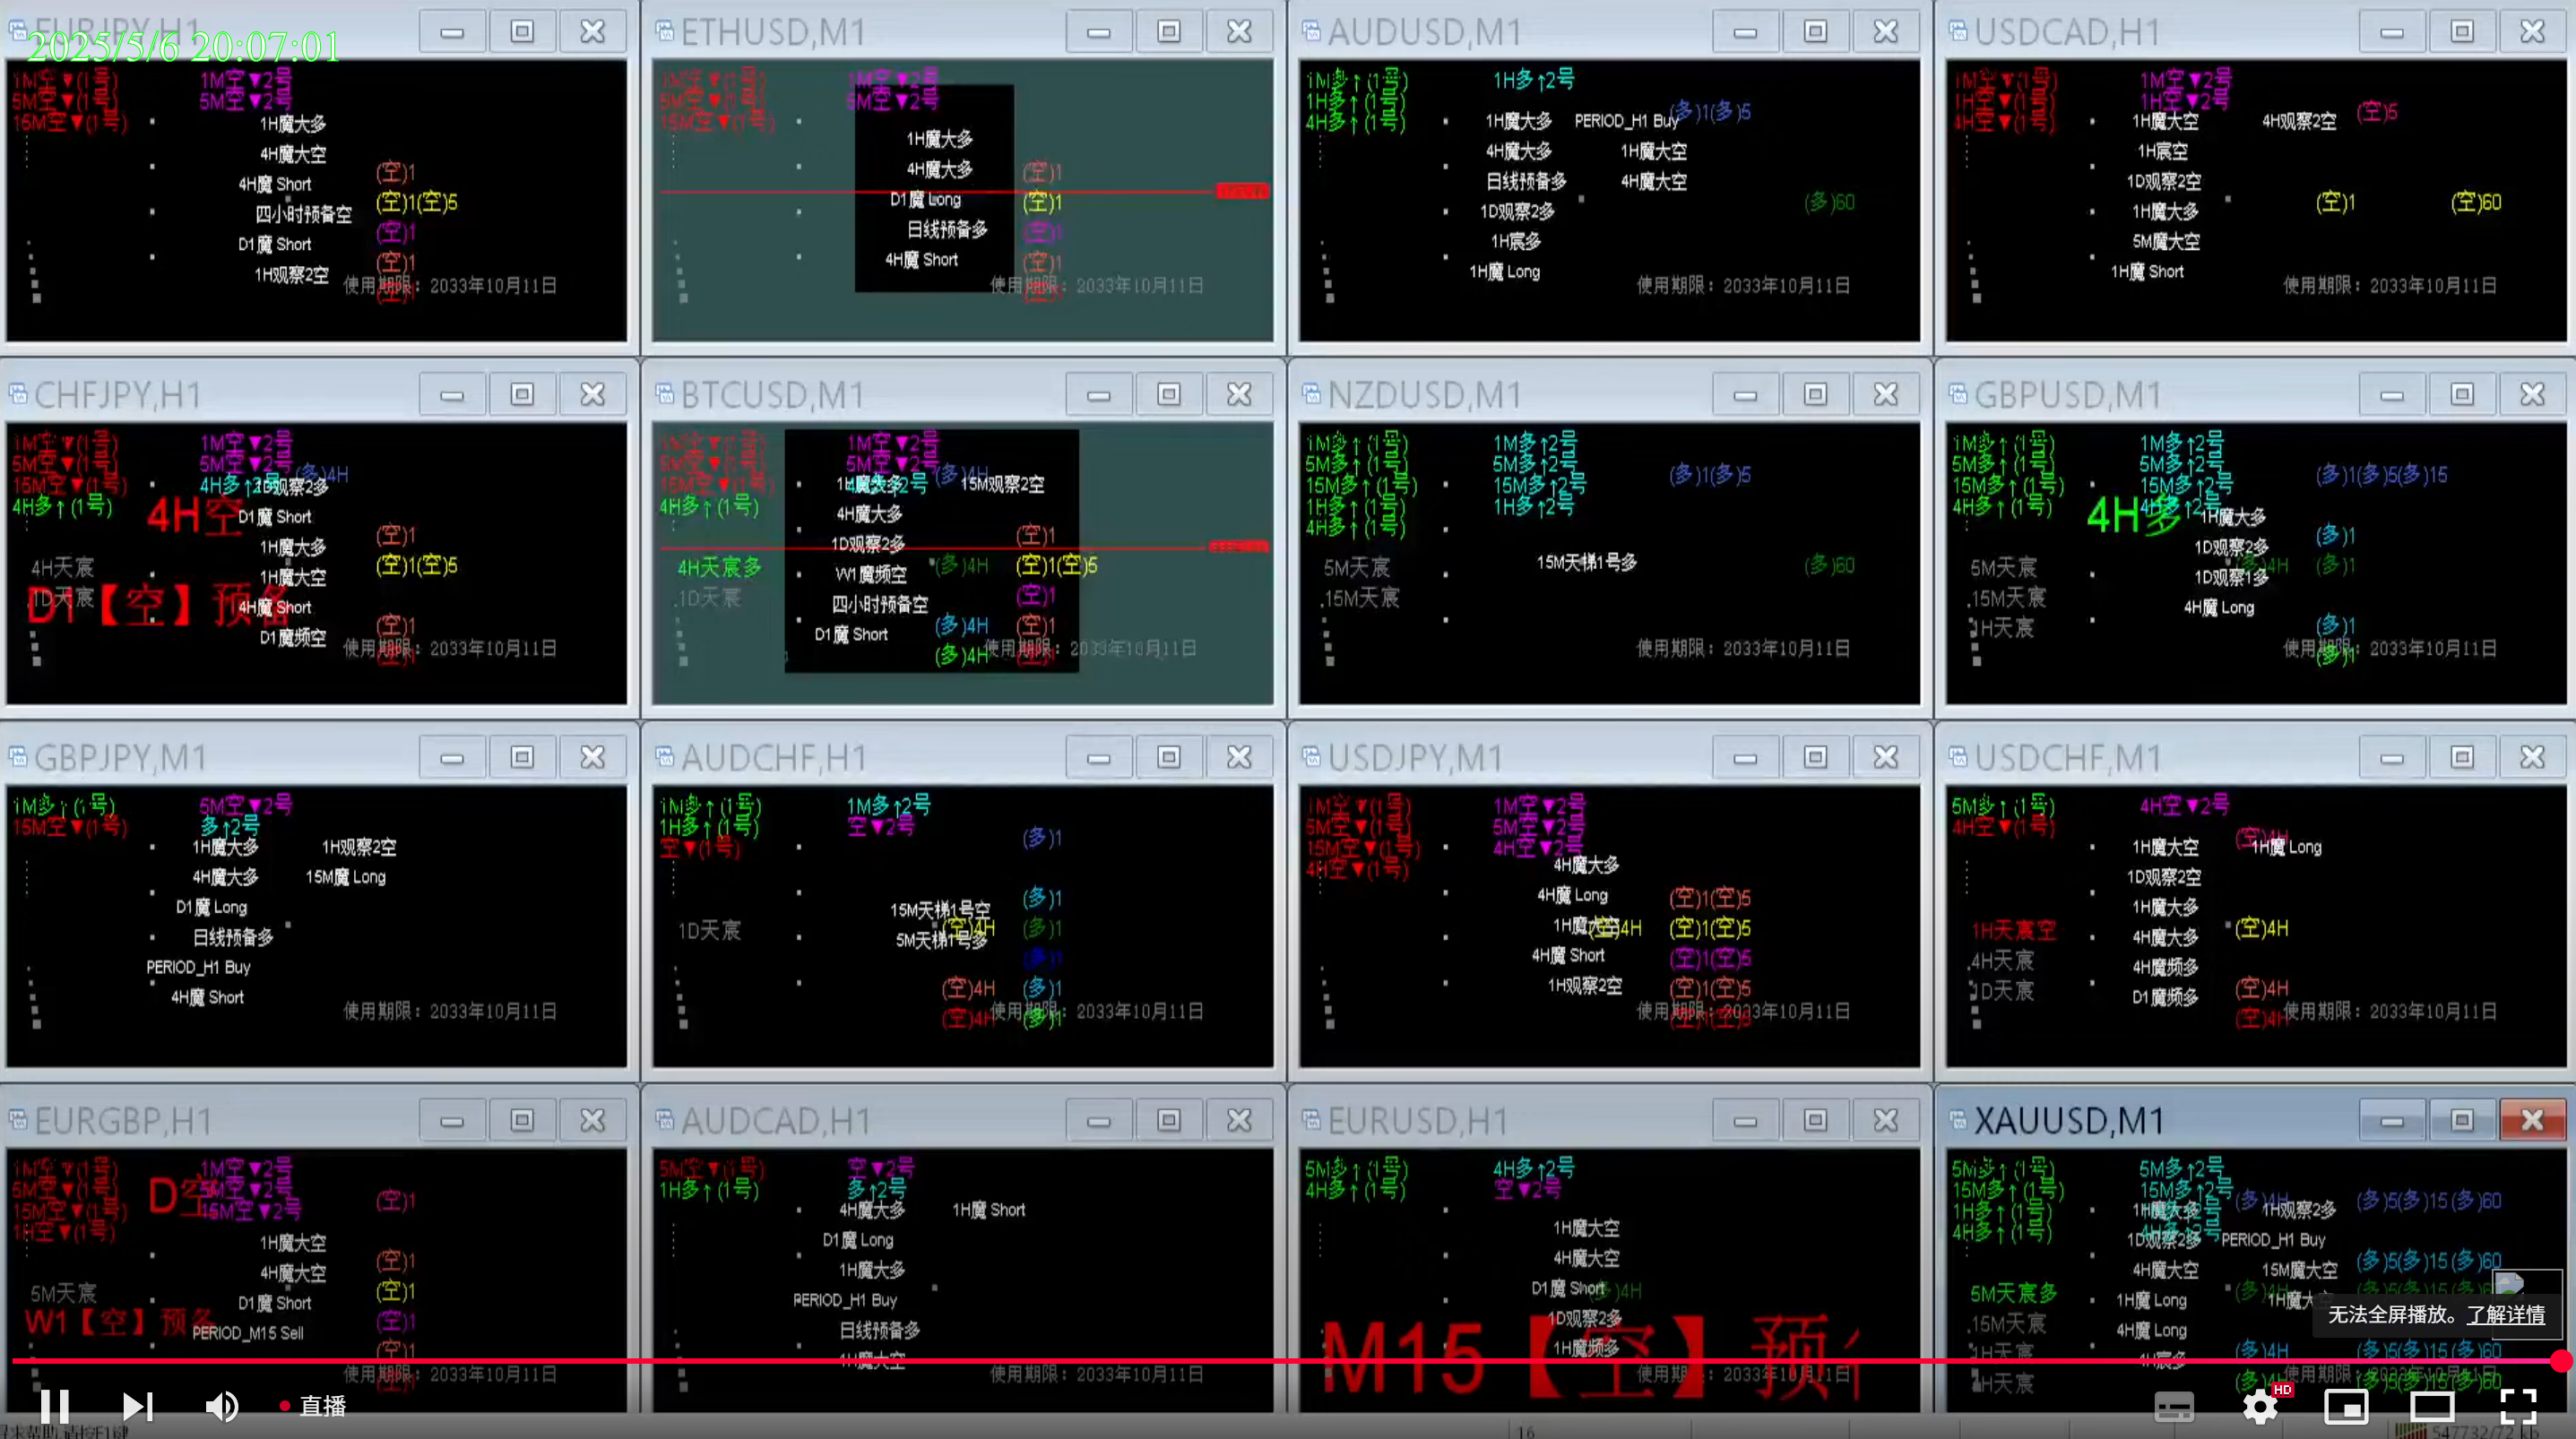 2025/5/6 20:07:01
EURJPY,H1
1M空▼(1号)
5M空▼(1号)
15M空▼(1号)
1M空▼2号
5M空▼2号
1H魔大多
4H魔大空
4H魔 Short
四小时预备空
D1魔 Short
1H观察2空
(空)1
(空)1(空)5
(空)1
(空)1
使用期限：2033年10月11日
ETHUSD,M1
1M空▼(1号)
5M空▼(1号)
15M空▼(1号)
1M空▼2号
5M空▼2号
1H魔大多
4H魔大多
D1魔 Long
日线预备多
4H魔 Short
(空)1
(空)1
(空)1
(空)1
使用期限：2033年10月11日
AUDUSD,M1
1M多↑(1号)
1H多↑(1号)
4H多↑(1号)
1H多↑2号
1H魔大多 PERIOD_H1 Buy
4H魔大多 1H魔大空
日线预备多 4H魔大空
1D观察2多
1H宸多
1H魔 Long
(多)1(多)5
(多)60
使用期限：2033年10月11日
USDCAD,H1
1M空▼(1号)
1H空▼(1号)
4H空▼(1号)
1M空▼2号
1H空▼2号
1H魔大空 4H观察2空
1H宸空
1D观察2空
1H魔大多
5M魔大空
1H魔 Short
(空)5
(空)1 (空)60
使用期限：2033年10月11日
CHFJPY,H1
1M空▼(1号)
5M空▼(1号)
15M空▼(1号)
4H多↑(1号)
1M空▼2号
5M空▼2号
4H多↑2号
(多)4H
4H空
1D观察2多
D1魔 Short
1H魔大多
1H魔大空
4H魔 Short
D1魔频空
4H天宸
1D天宸
D1【空】预备
(空)1
(空)1(空)5
(空)1
使用期限：2033年10月11日
BTCUSD,M1
1M空▼(1号)
5M空▼(1号)
15M空▼(1号)
4H多↑(1号)
1M空▼2号
5M空▼2号
(多)4H
1H魔大多 15M观察2空
4H魔大多
1D观察2多
W1魔频空
四小时预备空
D1魔 Short
4H天宸多
1D天宸
(空)1
(多)4H (空)1(空)5
(空)1
(多)4H (空)1
(多)4H
使用期限：2033年10月11日
NZDUSD,M1
1M多↑(1号)
5M多↑(1号)
15M多↑(1号)
1H多↑(1号)
4H多↑(1号)
1M多↑2号
5M多↑2号
15M多↑2号
1H多↑2号
(多)1(多)5
5M天宸
15M天宸
15M天梯1号多
(多)60
使用期限：2033年10月11日
GBPUSD,M1
1M多↑(1号)
5M多↑(1号)
15M多↑(1号)
4H多↑(1号)
1M多↑2号
5M多↑2号
15M多↑2号
4H多↑2号
4H多
(多)1(多)5(多)15
1H魔大多
1D观察2多
1D观察1多
4H魔 Long
5M天宸
15M天宸
1H天宸
(多)1
(多)4H (多)1
(多)1
(多)1
使用期限：2033年10月11日
GBPJPY,M1
1M多↑(1号)
15M空▼(1号)
5M空▼2号
多↑2号
1H魔大多 1H观察2空
4H魔大多 15M魔 Long
D1魔 Long
日线预备多
PERIOD_H1 Buy
4H魔 Short
使用期限：2033年10月11日
AUDCHF,H1
1M多↑(1号)
1H多↑(1号)
空▼(1号)
1M多↑2号
空▼2号
(多)1
(多)1
15M天梯1号空
(空)4H (多)1
5M天梯1号多
(多)1
1D天宸
(空)4H (多)1
(空)4H (多)1
使用期限：2033年10月11日
USDJPY,M1
1M空▼(1号)
5M空▼(1号)
15M空▼(1号)
4H空▼(1号)
1M空▼2号
5M空▼2号
4H空▼2号
4H魔大多
4H魔 Long
1H魔大空
4H魔 Short
1H观察2空
(空)1(空)5
(空)4H (空)1(空)5
(空)1(空)5
(空)1(空)5
(空)1(空)5
使用期限：2033年10月11日
USDCHF,M1
5M多↑(1号)
4H空▼(1号)
4H空▼2号
(空)4H
1H魔大空 1H魔 Long
1D观察2空
1H魔大多
4H魔大多
4H魔频多
D1魔频多
1H天宸空
4H天宸
1D天宸
(空)4H
(空)4H
(空)4H
使用期限：2033年10月11日
EURGBP,H1
1M空▼(1号)
5M空▼(1号)
15M空▼(1号)
1H空▼(1号)
D空
1M空▼2号
5M空▼2号
15M空▼2号
1H魔大空
4H魔大空
D1魔 Short
PERIOD_M15 Sell
5M天宸
W1【空】预备
(空)1
(空)1
(空)1
(空)1
(空)1
使用期限：2033年10月11日
AUDCAD,H1
5M空▼(1号)
1H多↑(1号)
空▼2号
多↑2号
4H魔大多 1H魔 Short
D1魔 Long
1H魔大多
PERIOD_H1 Buy
日线预备多
4H魔大空
使用期限：2033年10月11日
EURUSD,H1
5M多↑(1号)
4H多↑(1号)
4H多↑2号
空▼2号
1H魔大空
4H魔大空
D1魔 Short
(多)4H
1D观察2多
1H魔频多
M15【空】预
使用期限：2033年10月11日
XAUUSD,M1
5M多↑(1号)
15M多↑(1号)
1H多↑(1号)
4H多↑(1号)
5M多↑2号
15M多↑2号
(多)4H (多)5(多)15(多)60
1H魔大多 1H观察2多
1D观察2多 PERIOD_H1 Buy
4H魔大空 15M魔大空
1H魔 Long
4H魔 Long
(多)5(多)15(多)60
5M天宸多
15M天宸
1H天宸
4H天宸
(多)4H (多)5(多)15(多)60
无法全屏播放。了解详情
直播
HD
16